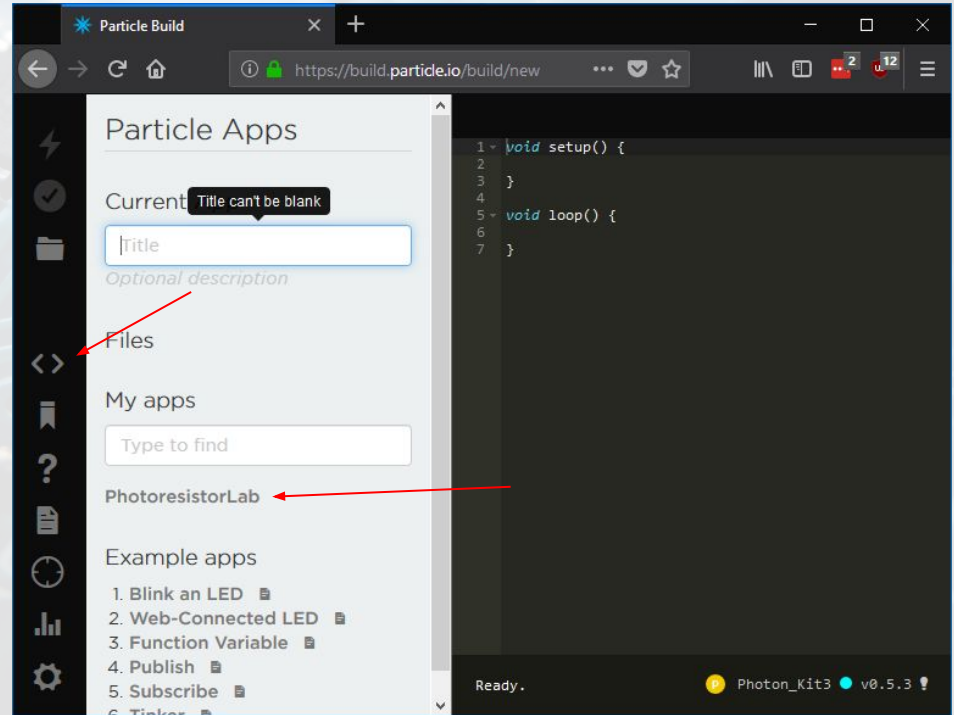 Particle Build
https://build.particle.io/build/new
2
12
Particle Apps
Current
Title can't be blank
Title
Optional description
Files
My apps
Type to find
PhotoresistorLab
Example apps
1. Blink an LED
2. Web-Connected LED
3. Function Variable
4. Publish
5. Subscribe
6. Tinker
1 void setup() {
2
3 }
4
5 void loop() {
6
7 }
Ready.
P Photon_Kit3 v0.5.3